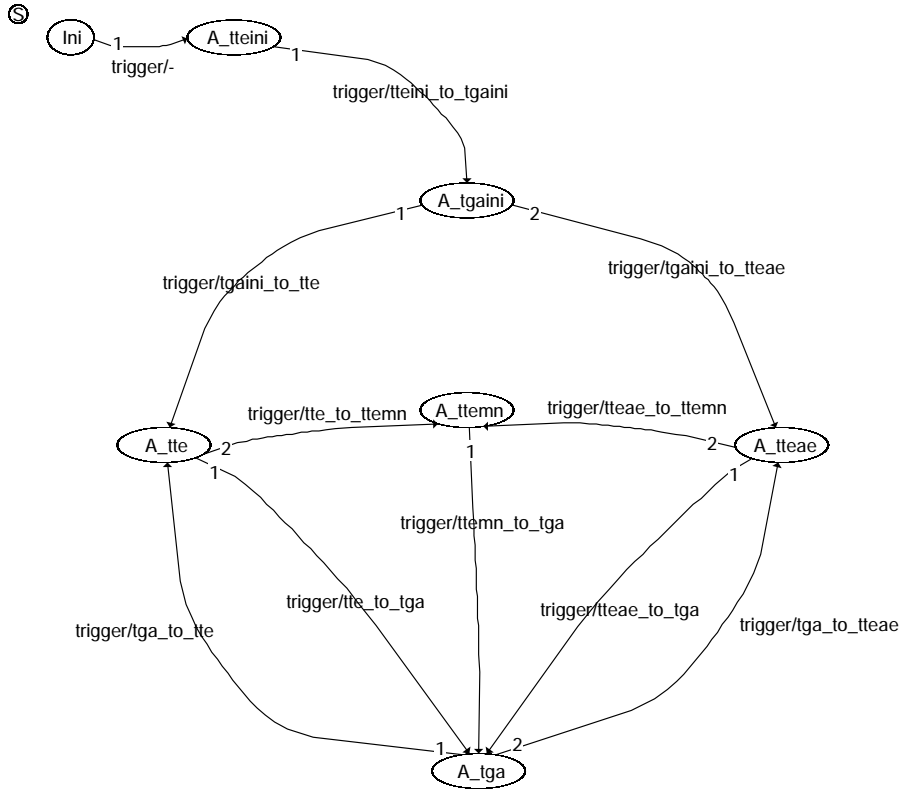 S
Ini
A_tteini
1
trigger/-
1
trigger/tteini_to_tgaini
A_tgaini
1
2
trigger/tgaini_to_tteae
trigger/tgaini_to_tte
A_ttemn
trigger/tte_to_ttemn
trigger/tteae_to_ttemn
A_tte
2
1
1
2
A_tteae
1
trigger/ttemn_to_tga
trigger/tte_to_tga
trigger/tteae_to_tga
trigger/tga_to_tte
trigger/tga_to_tteae
1
2
A_tga